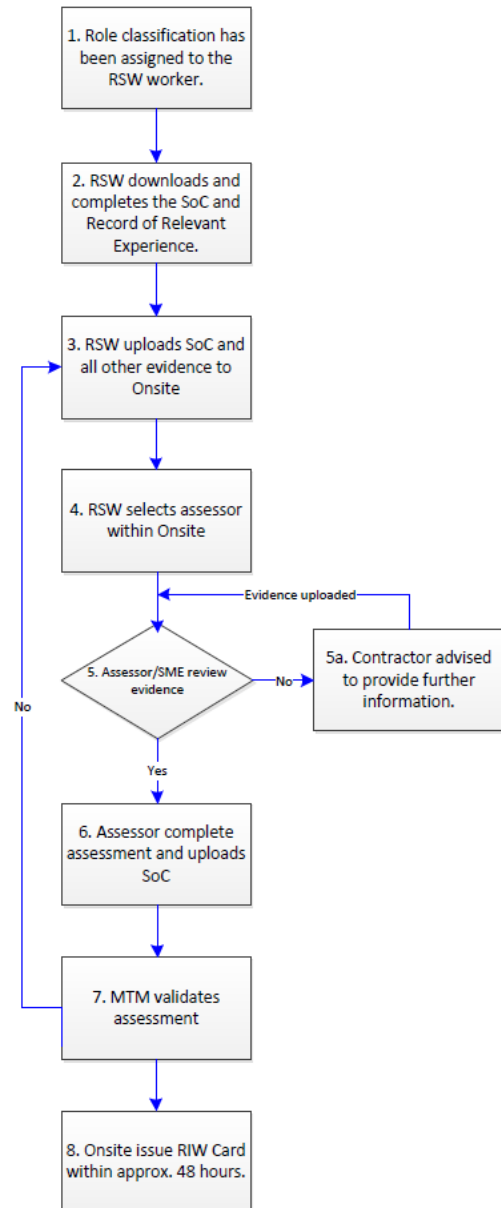 1. Role classification has
been assigned to the
RSW worker.
2. RSW downloads and
completes the SoC and
Record of Relevant
Experience.
3. RSW uploads SoC and
all other evidence to
Onsite
4. RSW selects assessor
within Onsite
Evidence uploaded
5. Assessor/SME review
evidence
No
5a. Contractor advised
to provide further
information.
No
Yes
6. Assessor complete
assessment and uploads
SoC
7. MTM validates
assessment
8. Onsite issue RIW Card
within approx. 48 hours.